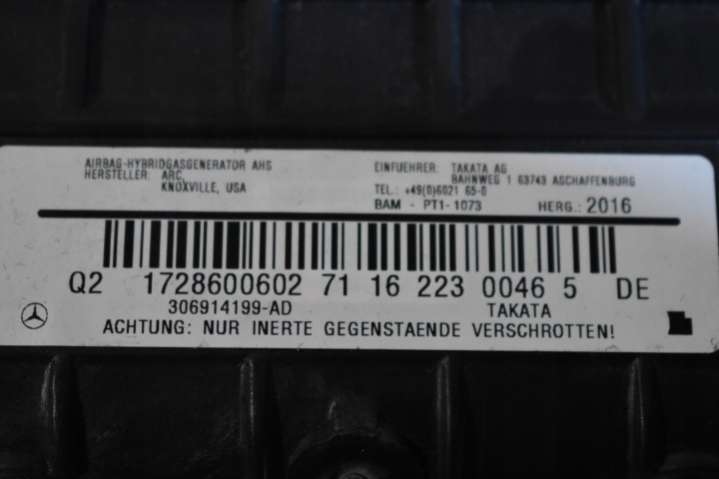 AIRBAG-HYBRIDGASGENERATOR AHS
HERSTELLER: ARC,
KNOXVILLE, USA
EINFUEHRER: TAKATA AG
BAHNWEG 1 63743 ASCHAFFENBURG
TEL.: +49(0)6021 65-0
BAM - PT1-1073 HERG.: 2016
Q2 1728600602 71 16 223 0046 5 DE
306914199-AD TAKATA
ACHTUNG: NUR INERTE GEGENSTAENDE VERSCHROTTEN!